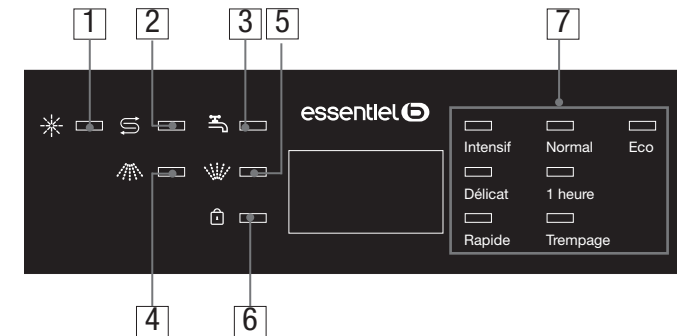 1 2 3 5 7
essentiel b
Intensif Normal Eco
Délicat 1 heure
Rapide Trempage
4 6